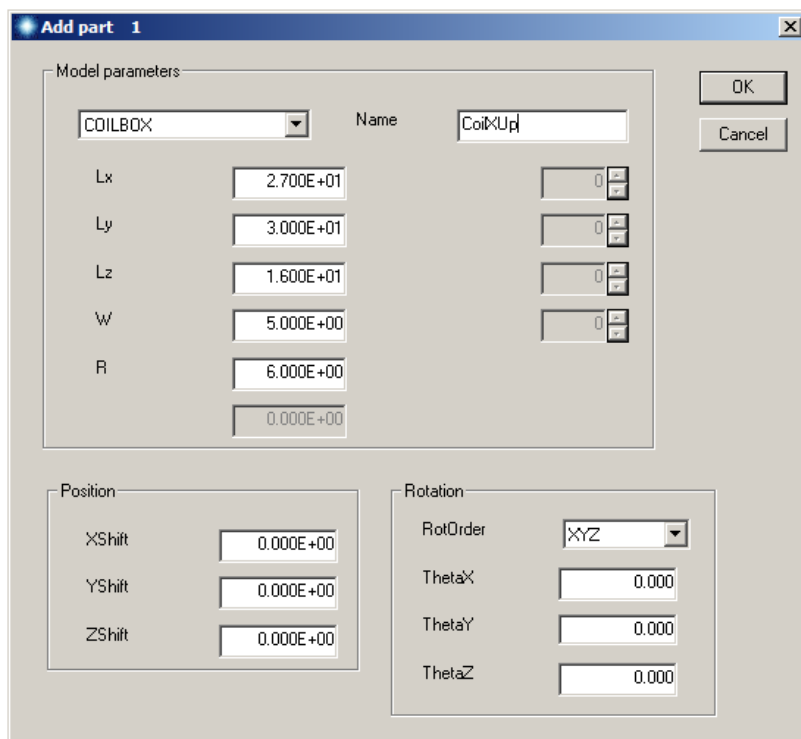 Add part 1
Model parameters
OK
COILBOX Name CoilXUp
Cancel
Lx 2.700E+01 0
Ly 3.000E+01 0
Lz 1.600E+01 0
W 5.000E+00 0
R 6.000E+00
0.000E+00
Position
XShift 0.000E+00
YShift 0.000E+00
ZShift 0.000E+00
Rotation
RotOrder XYZ
ThetaX 0.000
ThetaY 0.000
ThetaZ 0.000